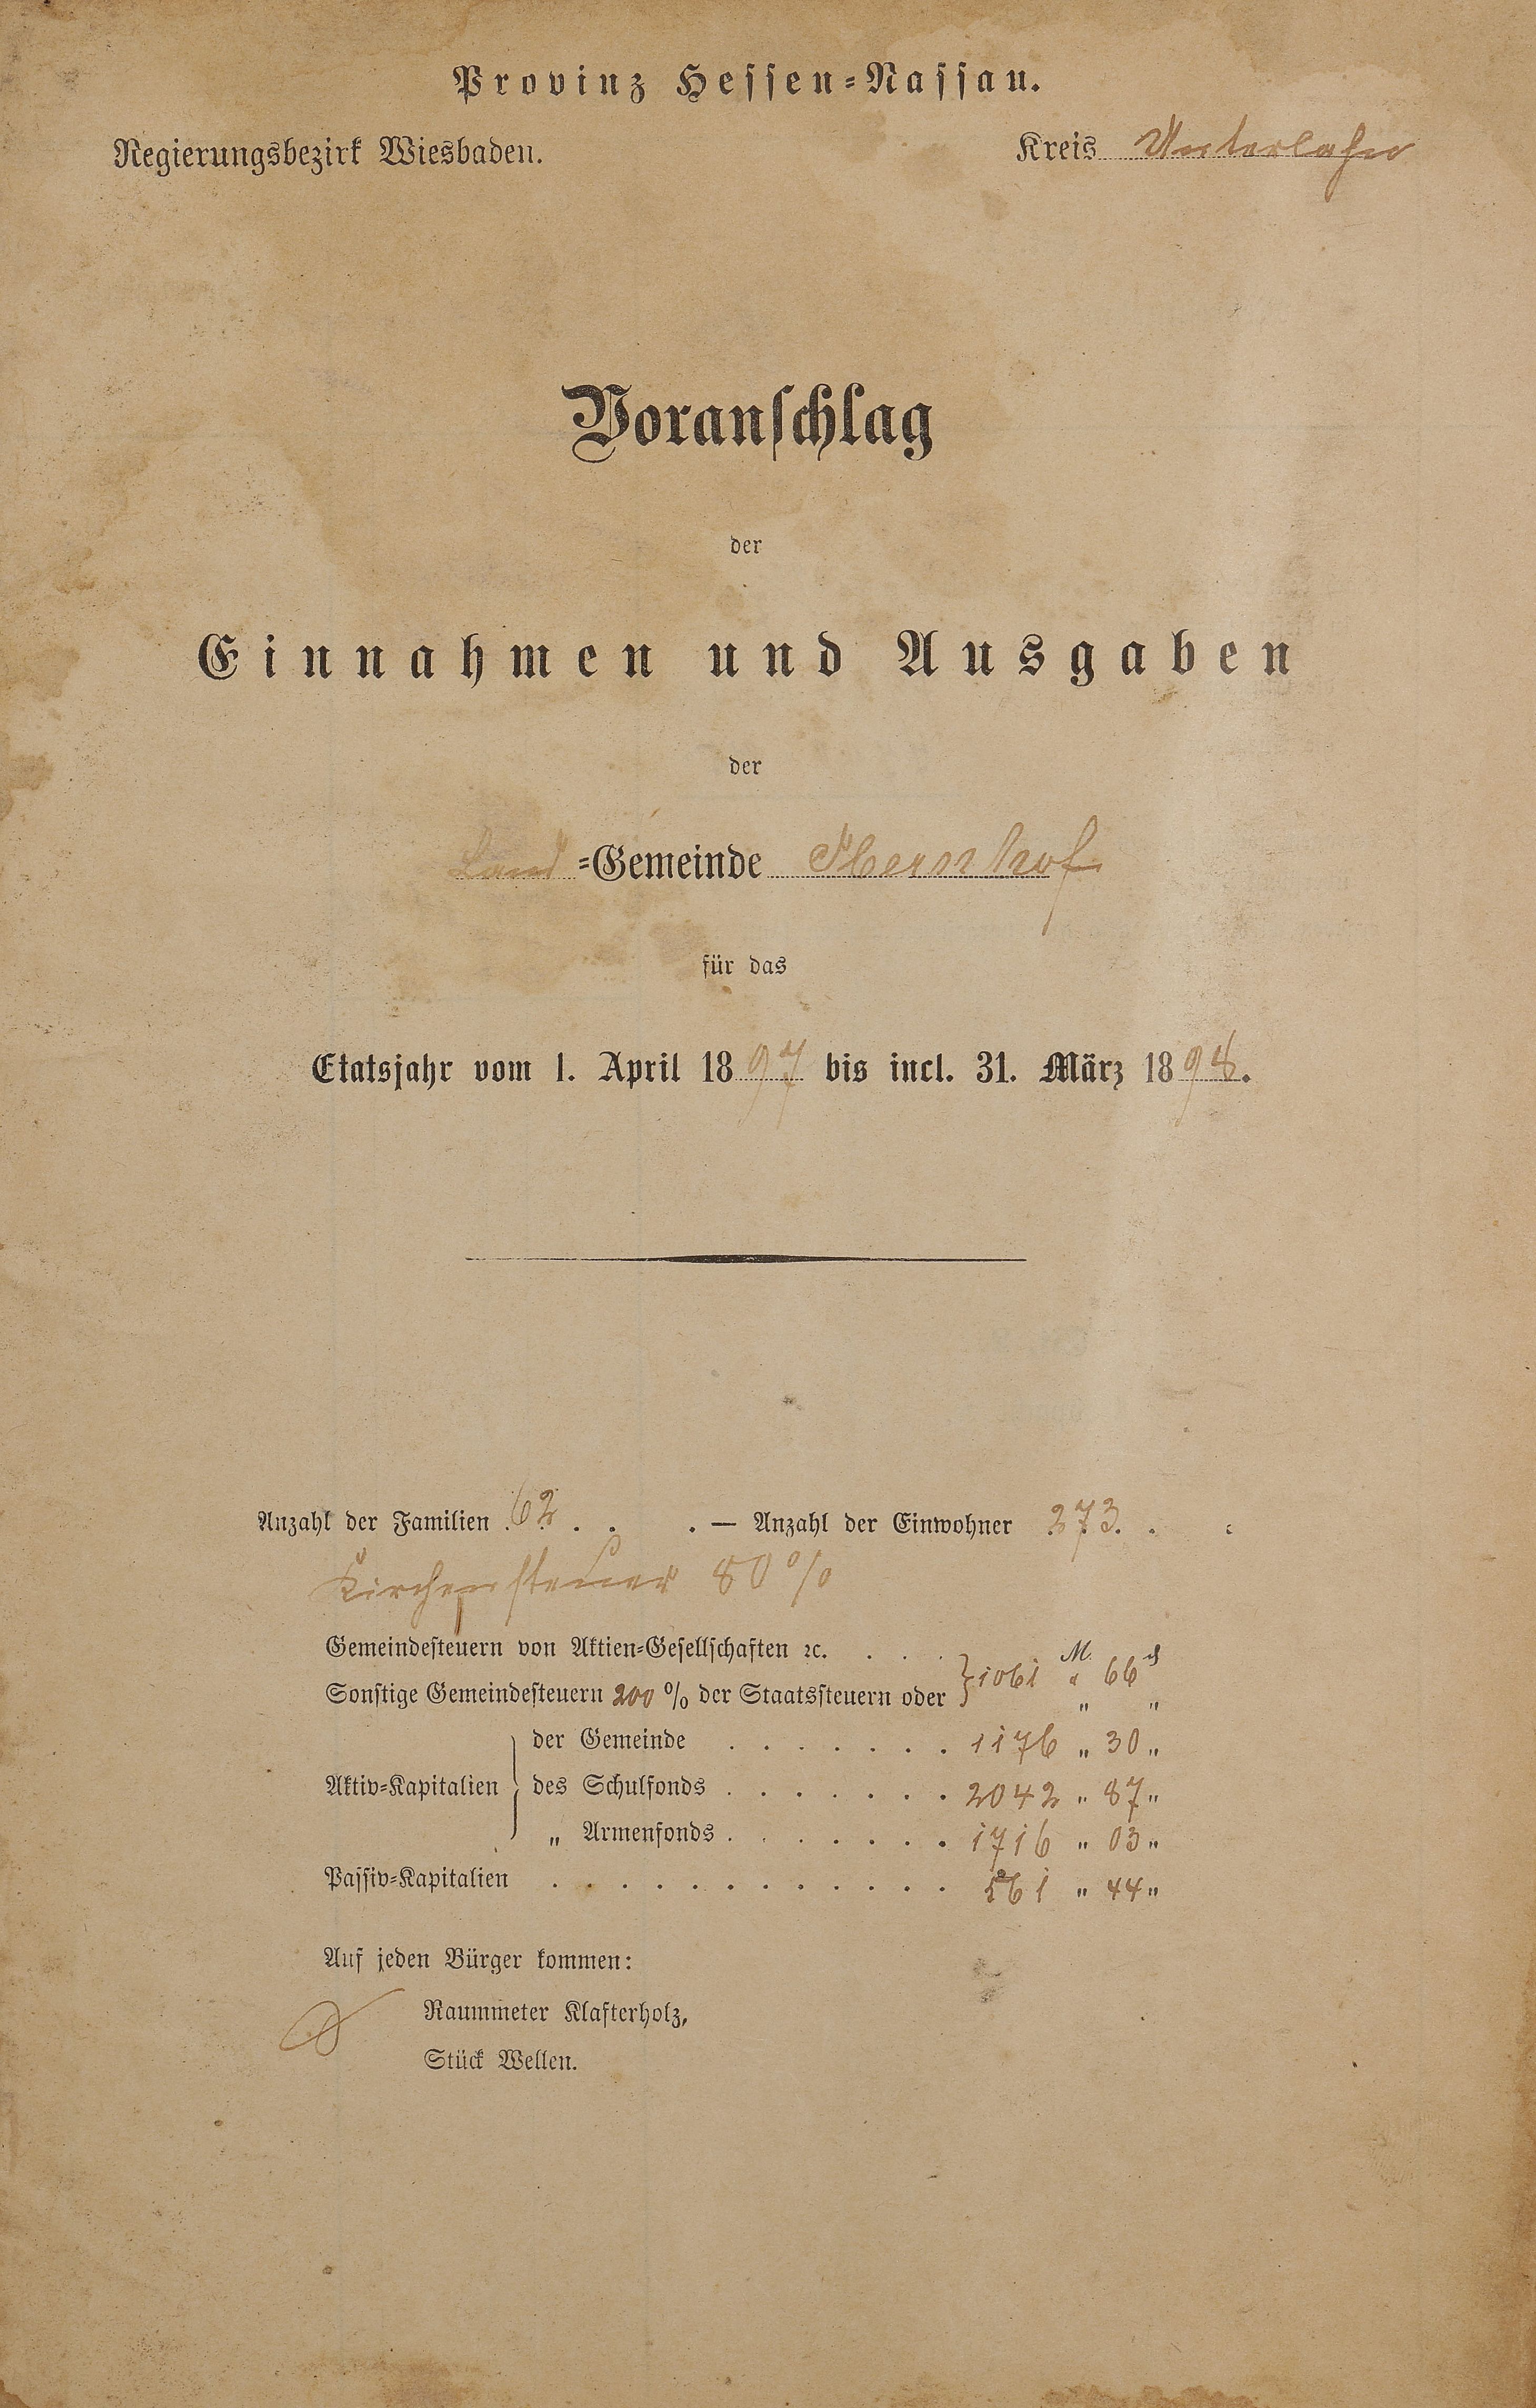 Provinz Hessen-Nassau.
Regierungsbezirk Wiesbaden. Kreis Unterlahn
Voranschlag
der
Einnahmen und Ausgaben
der
Land-Gemeinde Obernhof
für das
Etatsjahr vom 1. April 1897 bis incl. 31. März 1898.
Anzahl der Familien 62 . . . — Anzahl der Einwohner 273. . .
Kirchensteuer 80%
Gemeindesteuern von Aktien-Gesellschaften ꝛc. . . . M. ₰
Sonstige Gemeindesteuern 200 % der Staatssteuern oder } 1061 „ 66 „
der Gemeinde . . . . . . . 1176 „ 30 „
Aktiv-Kapitalien { des Schulfonds . . . . . . . 2042 „ 87 „
„ Armenfonds . . . . . . . 1716 „ 03 „
Passiv-Kapitalien . . . . . . . . . . . . „ 44 „
Auf jeden Bürger kommen:
Raummeter Klafterholz,
Stück Wellen.